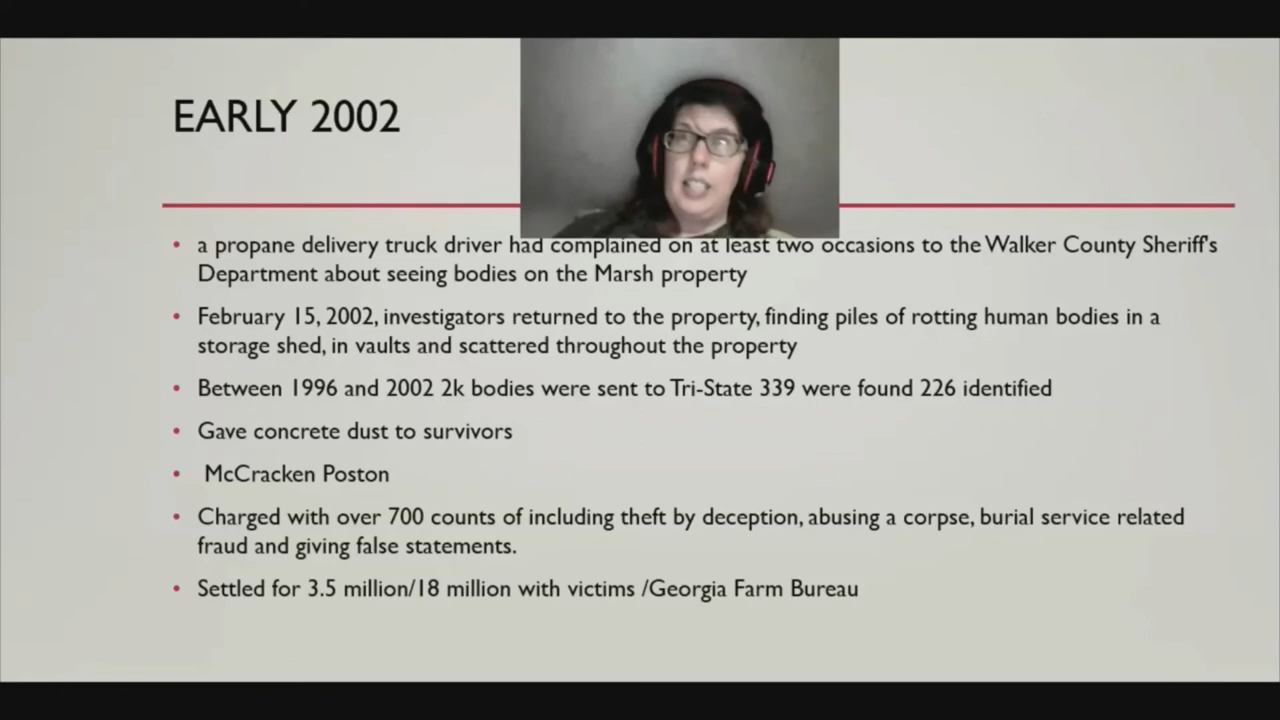 EARLY 2002
a propane delivery truck driver had complained on at least two occasions to the Walker County Sheriff's
Department about seeing bodies on the Marsh property
February 15, 2002, investigators returned to the property, finding piles of rotting human bodies in a
storage shed, in vaults and scattered throughout the property
Between 1996 and 2002 2k bodies were sent to Tri-State 339 were found 226 identified
Gave concrete dust to survivors
McCracken Poston
Charged with over 700 counts of including theft by deception, abusing a corpse, burial service related
fraud and giving false statements.
Settled for 3.5 million/18 million with victims /Georgia Farm Bureau